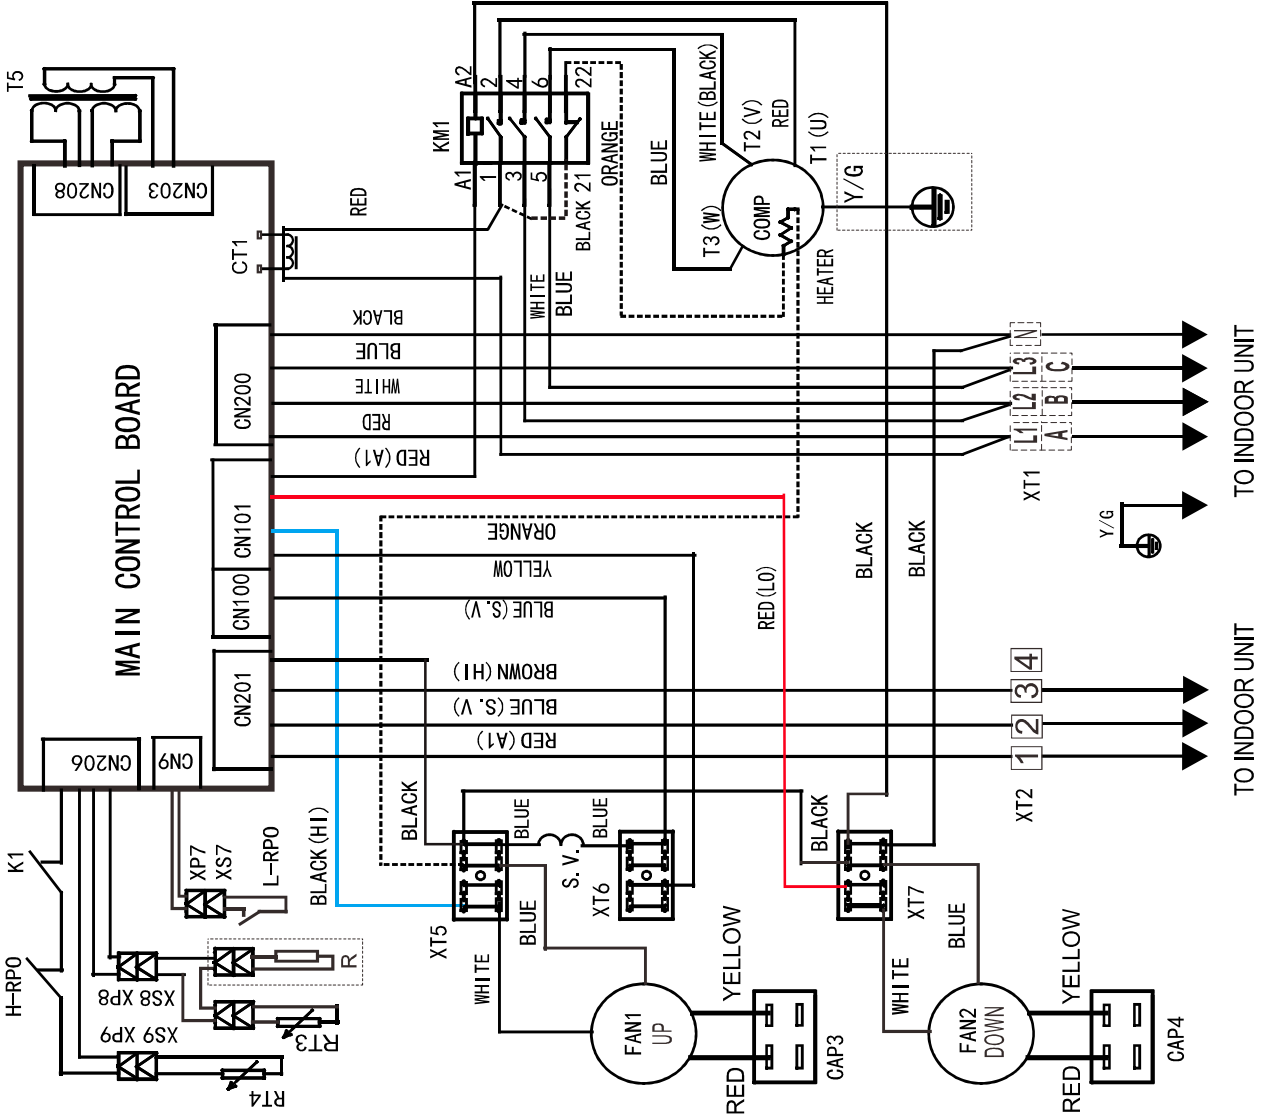 T5
CN208
CN203
MAIN CONTROL BOARD
CN200
CN101
CN100
CN201
CN206
CN9
CT1
RED
KM1
A2
2
4
6
22
A1
1
3
5
21
BLACK
ORANGE
WHITE
BLUE
BLUE
WHITE(BLACK)
T2(V)
RED
T1(U)
T3(W)
COMP
HEATER
Y/G
BLACK
BLUE
WHITE
RED
RED(A1)
ORANGE
YELLOW
BLUE(S.V)
BROWN(HI)
BLUE(S.V)
RED(A1)
RED(LO)
BLACK
BLACK
N
L3 C
L2 B
L1 A
XT1
TO INDOOR UNIT
Y/G
4
3
2
1
XT2
TO INDOOR UNIT
K1
H-RPO
XP7
XS7
L-RPO
BLACK(HI)
XS8 XP8
XS9 XP9
R
RT3
RT4
BLACK
BLUE
S.V.
BLUE
XT5
XT6
BLUE
WHITE
BLACK
XT7
BLUE
WHITE
FAN1
UP
YELLOW
RED
CAP3
FAN2
DOWN
YELLOW
RED
CAP4